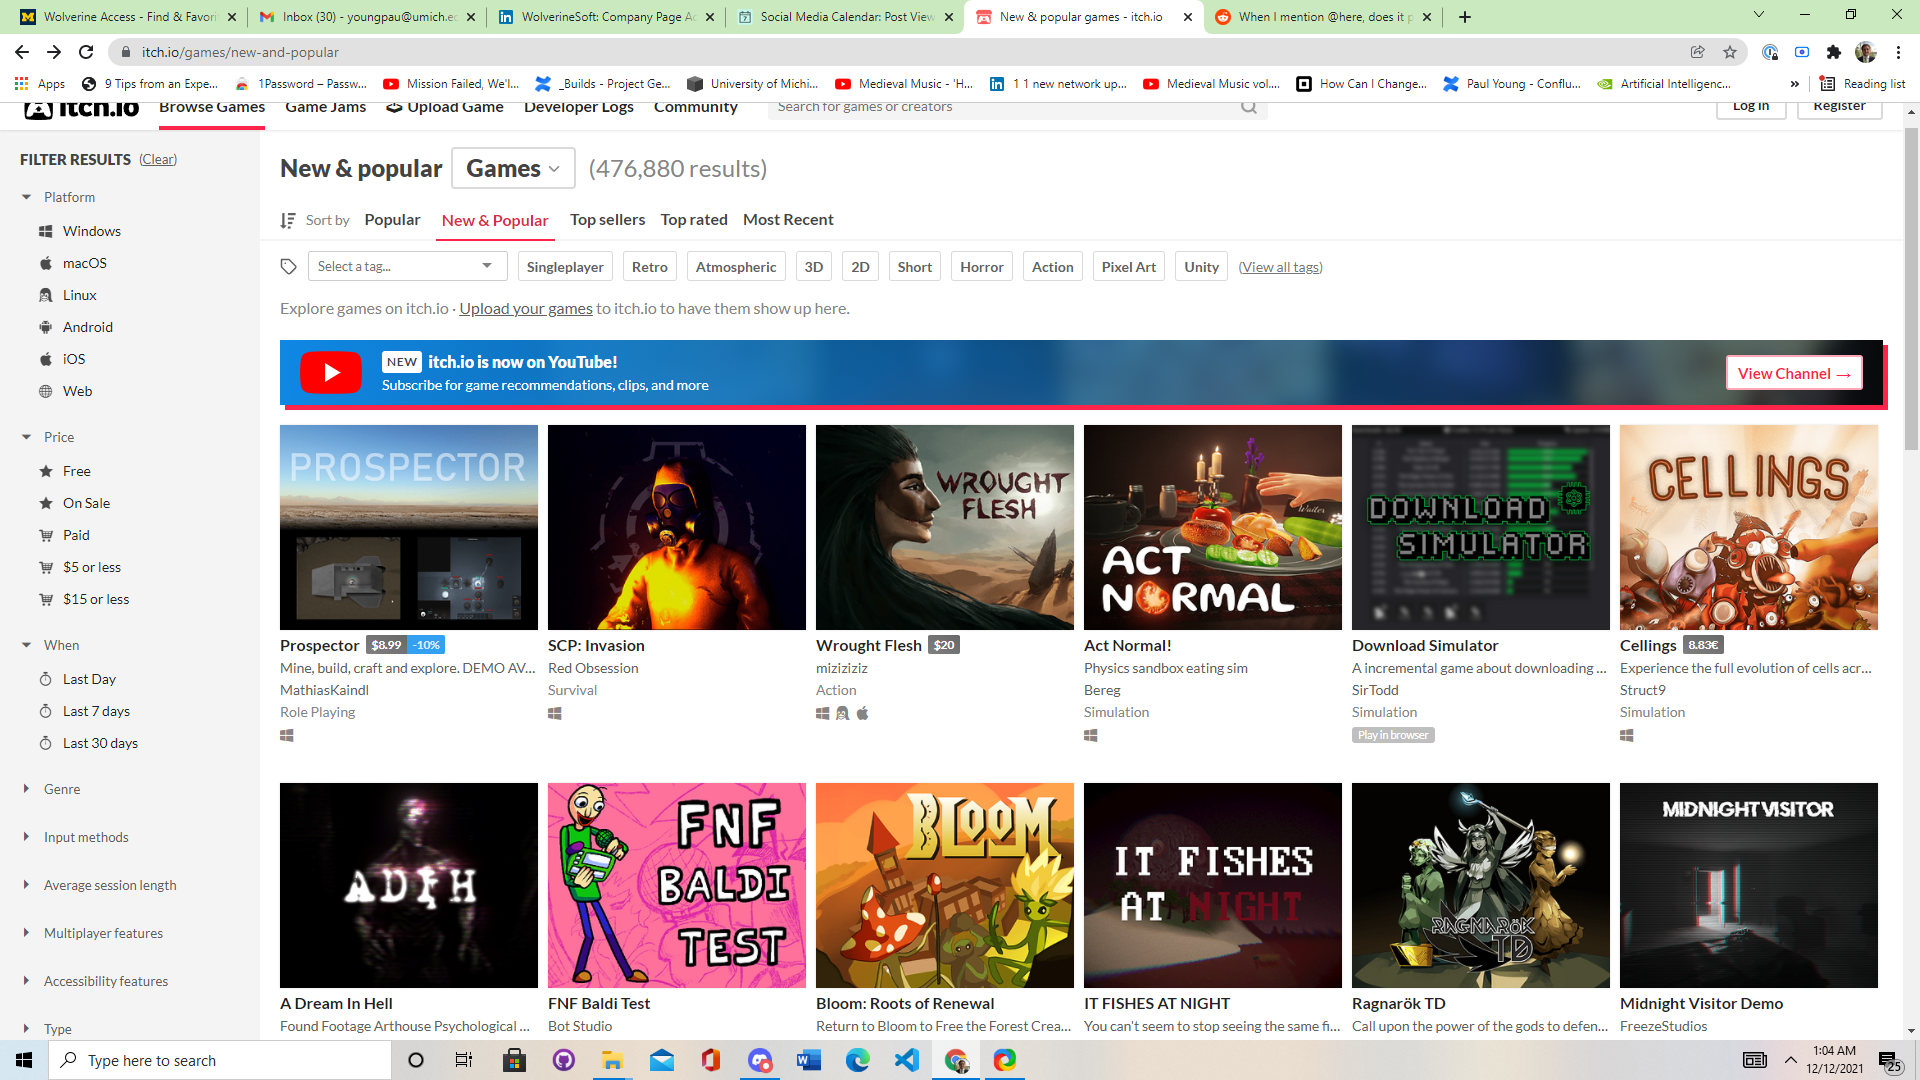 Wolverine Access - Find & Favori
Inbox (30) - youngpau@umich.ed
WolverineSoft: Company Page Ad
Social Media Calendar: Post View
New & popular games - itch.io
When I mention @here, does it p
itch.io/games/new-and-popular
Apps
9 Tips from an Expe...
1Password – Passw...
Mission Failed, We'l...
_Builds - Project Ge...
University of Michi...
Medieval Music - 'H...
1 1 new network up...
Medieval Music vol....
How Can I Change...
Paul Young - Conflu...
Artificial Intelligenc...
»
Reading list
itch.io
Browse Games
Game Jams
Upload Game
Developer Logs
Community
Search for games or creators
Log in
Register
FILTER RESULTS (Clear)
Platform
Windows
macOS
Linux
Android
iOS
Web
Price
Free
On Sale
Paid
$5 or less
$15 or less
When
Last Day
Last 7 days
Last 30 days
Genre
Input methods
Average session length
Multiplayer features
Accessibility features
Type
New & popular Games (476,880 results)
Sort by Popular New & Popular Top sellers Top rated Most Recent
Select a tag... Singleplayer Retro Atmospheric 3D 2D Short Horror Action Pixel Art Unity (View all tags)
Explore games on itch.io · Upload your games to itch.io to have them show up here.
NEW itch.io is now on YouTube!
Subscribe for game recommendations, clips, and more
View Channel →
PROSPECTOR
Prospector $8.99 -10%
Mine, build, craft and explore. DEMO AV...
MathiasKaindl
Role Playing
SCP: Invasion
Red Obsession
Survival
WROUGHT
FLESH
Wrought Flesh $20
miziziziz
Action
Waiter
ACT
NORMAL
Act Normal!
Physics sandbox eating sim
Bereg
Simulation
DOWNLOAD
SIMULATOR
Download Simulator
A incremental game about downloading ...
SirTodd
Simulation
Play in browser
CELLINGS
Cellings 8.83€
Experience the full evolution of cells acr...
Struct9
Simulation
ADIH
A Dream In Hell
Found Footage Arthouse Psychological ...
FNF
BALDI
TEST
FNF Baldi Test
Bot Studio
BLOOM
Bloom: Roots of Renewal
Return to Bloom to Free the Forest Crea...
IT FISHES
AT NIGHT
IT FISHES AT NIGHT
You can't seem to stop seeing the same fi...
RAGNARÖK
TD
Ragnarök TD
Call upon the power of the gods to defen...
MIDNIGHT VISITOR
Midnight Visitor Demo
FreezeStudios
Type here to search
1:04 AM
12/12/2021
25